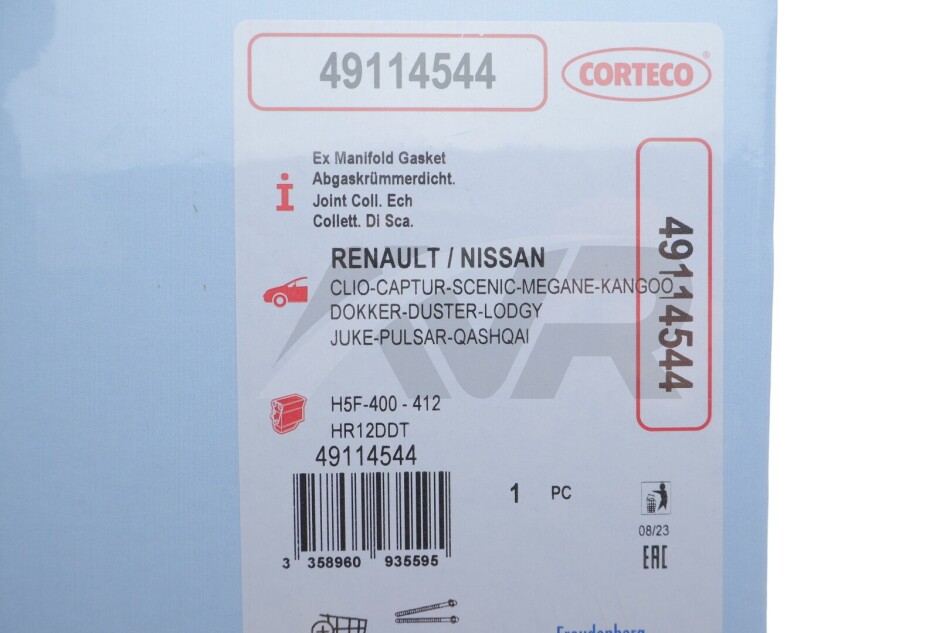 49114544
CORTECO®
Ex Manifold Gasket
Abgaskrümmerdicht.
Joint Coll. Ech
Collett. Di Sca.
RENAULT / NISSAN
CLIO-CAPTUR-SCENIC-MEGANE-KANGOO
DOKKER-DUSTER-LODGY
JUKE-PULSAR-QASHQAI
49114544
H5F-400 - 412
HR12DDT
49114544
1 PC
3 358960 935595
08/23
EAC
Freudenberg
AVR